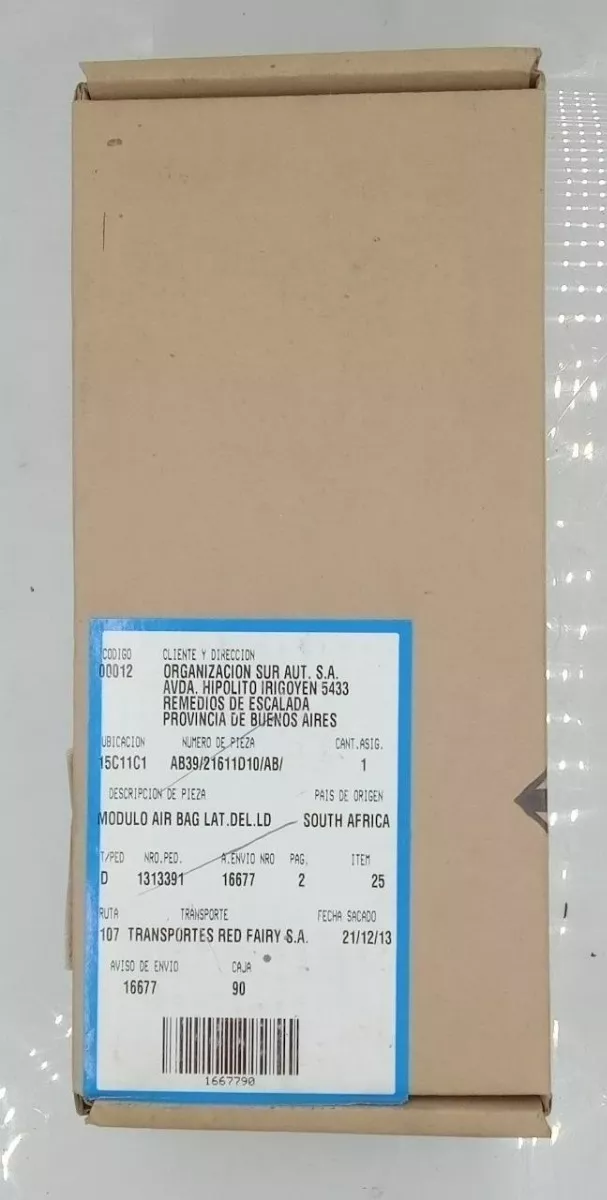 CODIGO CLIENTE Y DIRECCION
00012 ORGANIZACION SUR AUT. S.A.
AVDA. HIPOLITO IRIGOYEN 5433
REMEDIOS DE ESCALADA
PROVINCIA DE BUENOS AIRES
UBICACION NUMERO DE PIEZA CANT.ASIG.
15C11C1 AB39/21611D10/AB/ 1
DESCRIPCION DE PIEZA PAIS DE ORIGEN
MODULO AIR BAG LAT.DEL.LD SOUTH AFRICA
T/PED NRO.PED. A.ENVIO NRO PAG. ITEM
D 1313391 16677 2 25
RUTA TRANSPORTE FECHA SACADO
107 TRANSPORTES RED FAIRY S.A. 21/12/13
AVISO DE ENVIO CAJA
16677 90
1667790